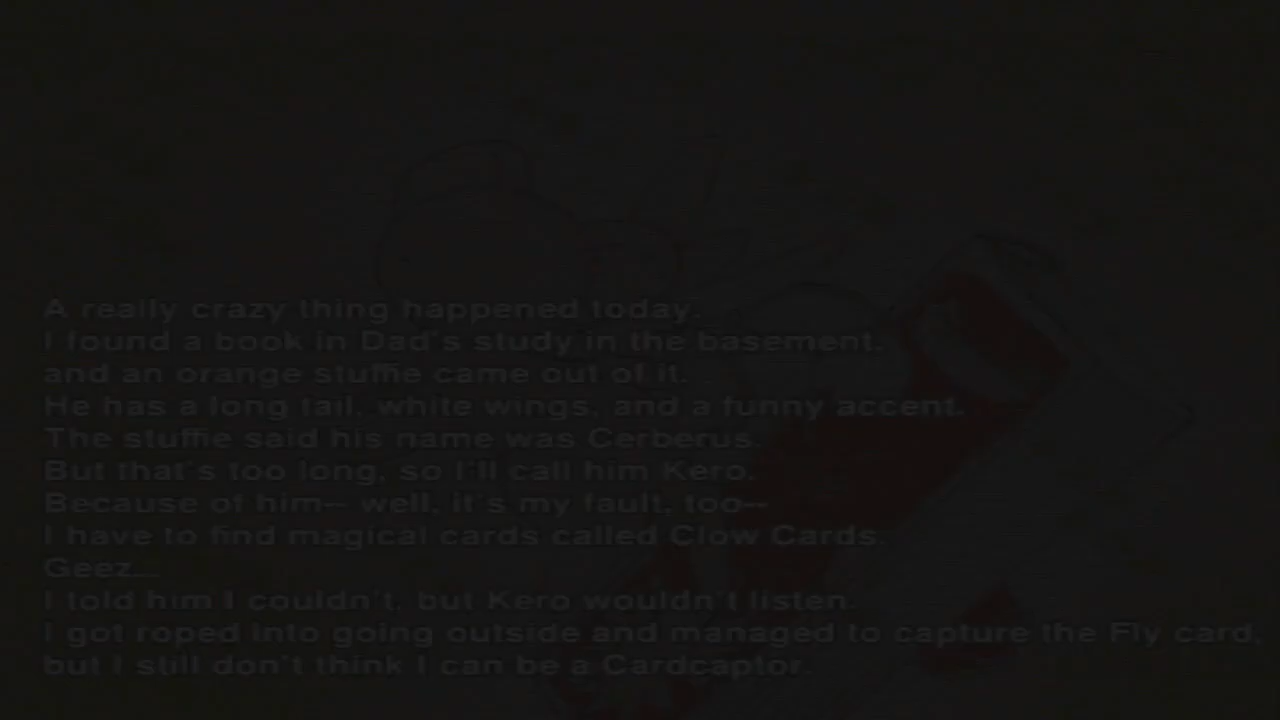 A really crazy thing happened today.
I found a book in Dad's study in the basement.
and an orange stuffie came out of it.
He has a long tail, white wings, and a funny accent.
The stuffie said his name was Cerberus.
But that's too long, so I'll call him Kero.
Because of him-- well, it's my fault, too--
I have to find magical cards called Clow Cards.
Geez...
I told him I couldn't, but Kero wouldn't listen.
I got roped into going outside and managed to capture the Fly card,
but I still don't think I can be a Cardcaptor.